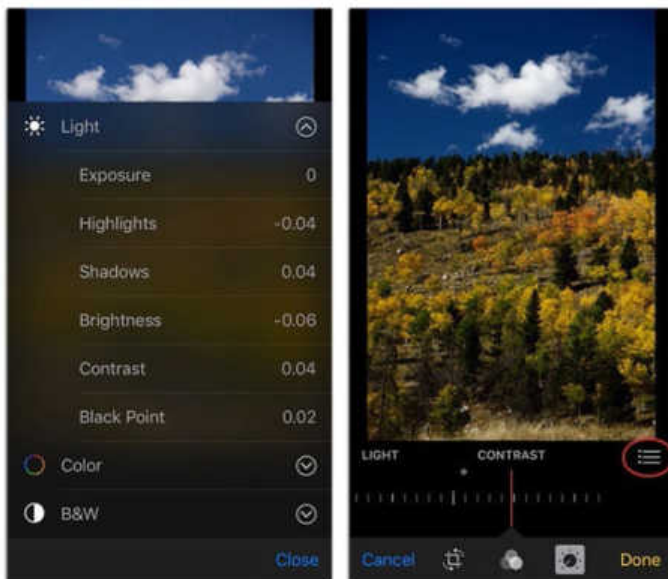 Light
Exposure 0
Highlights -0.04
Shadows 0.04
Brightness -0.06
Contrast 0.04
Black Point 0.02
Color
B&W
Close
LIGHT CONTRAST
Cancel Done